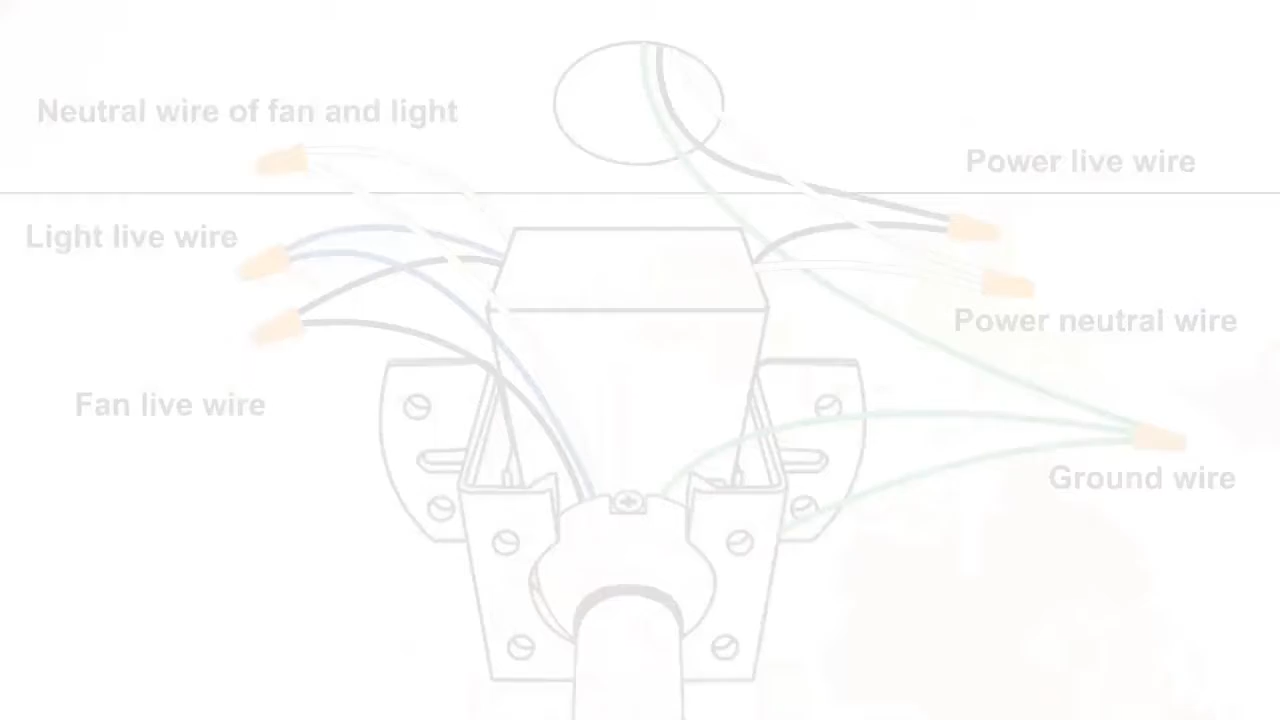 Neutral wire of fan and light
Power live wire
Light live wire
Power neutral wire
Fan live wire
Ground wire